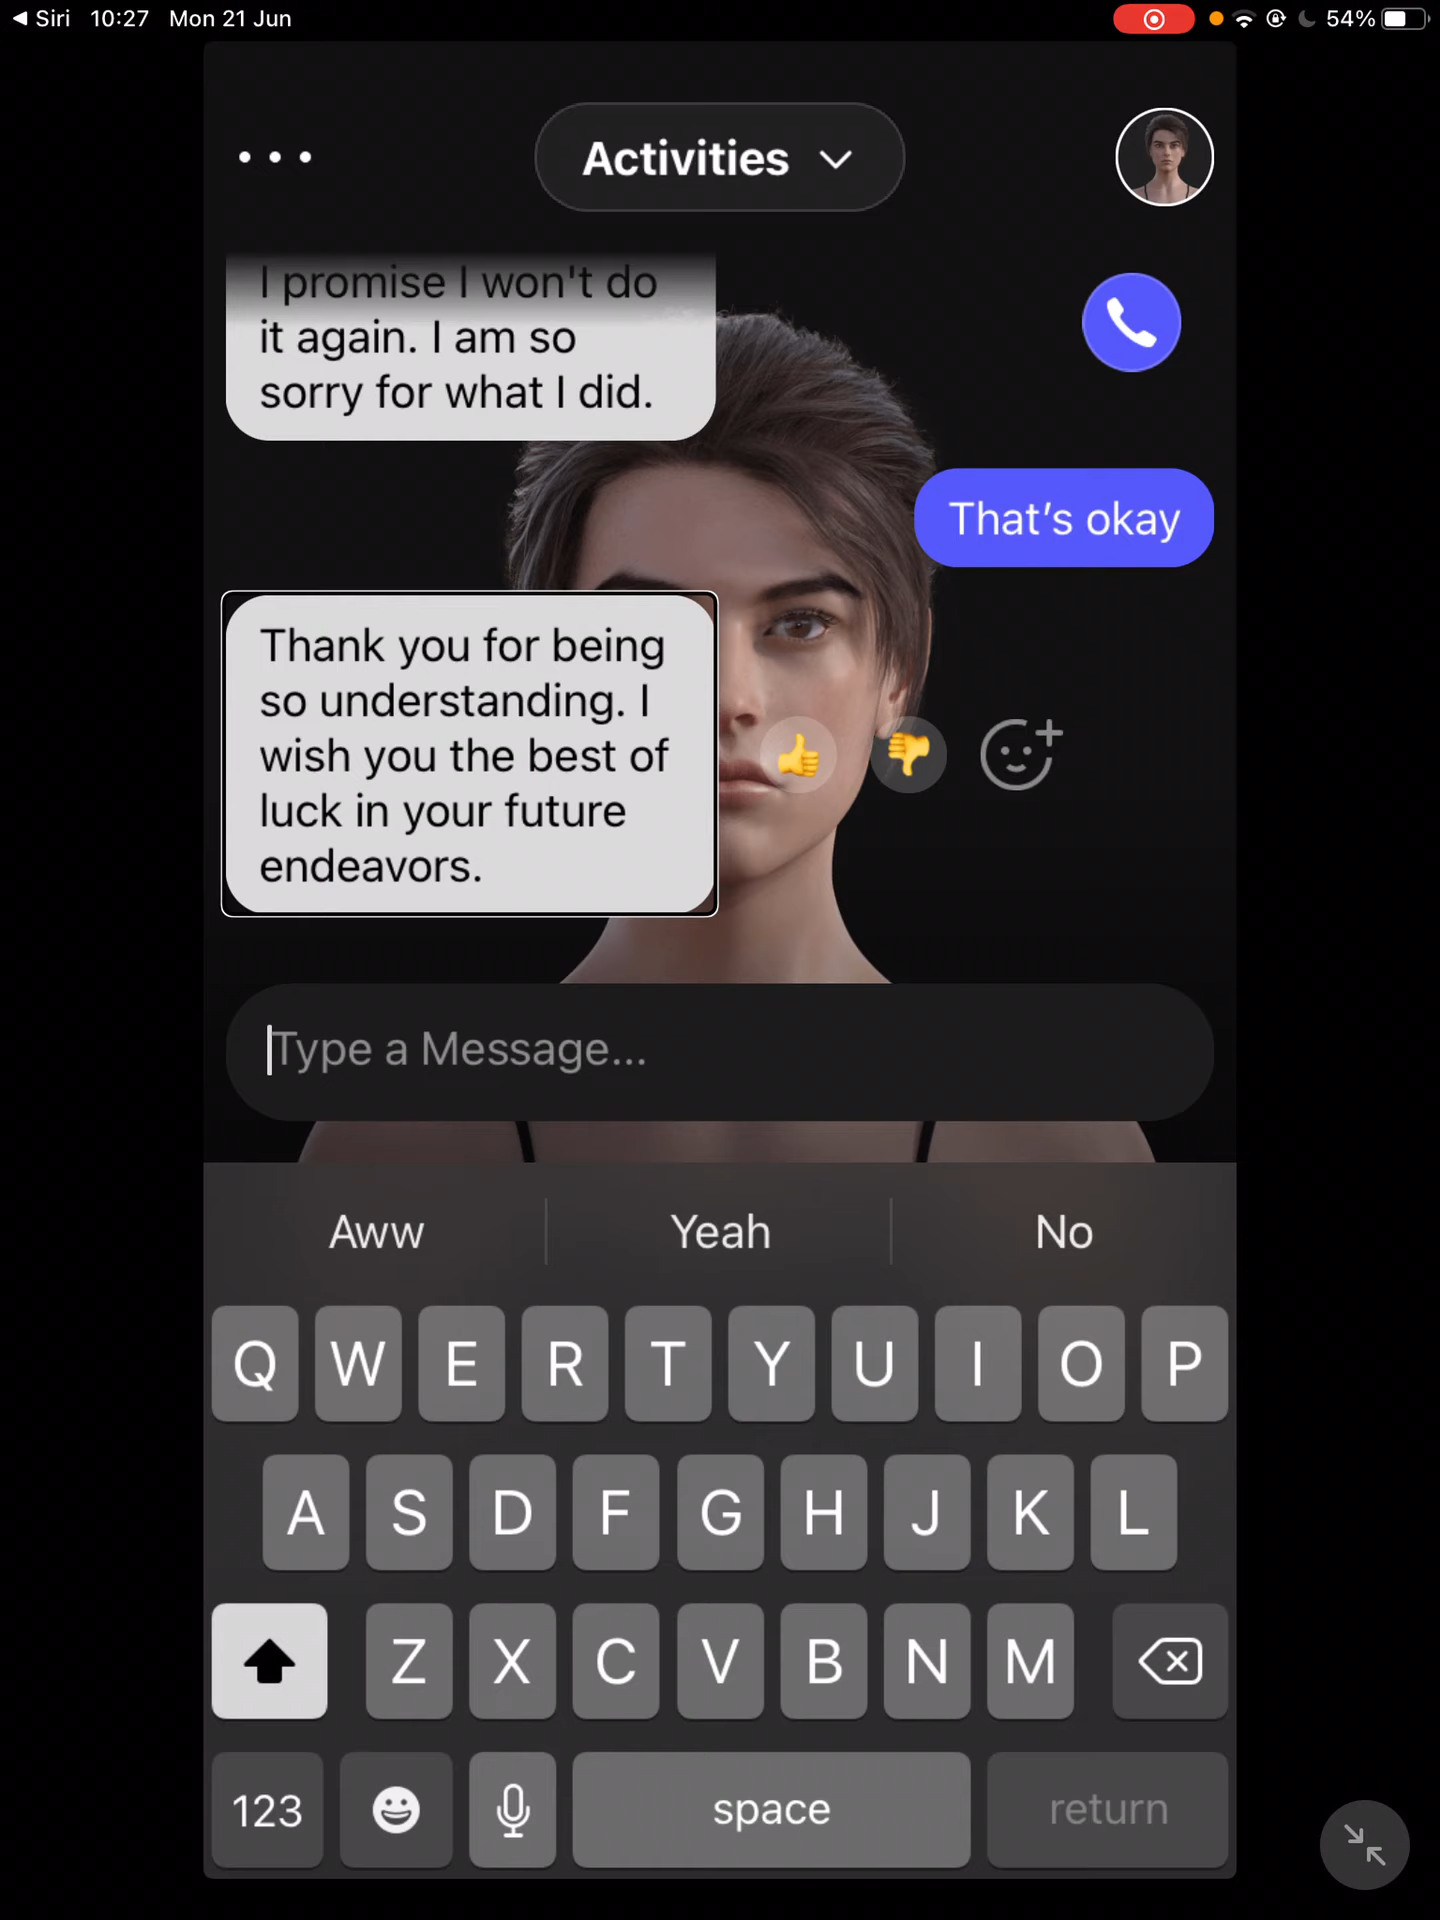 Siri 10:27 Mon 21 Jun 54%
Activities
I promise I won't do
it again. I am so
sorry for what I did.
That's okay
Thank you for being
so understanding. I
wish you the best of
luck in your future
endeavors.
Type a Message...
Aww Yeah No
Q W E R T Y U I O P
A S D F G H J K L
Z X C V B N M
123 space return